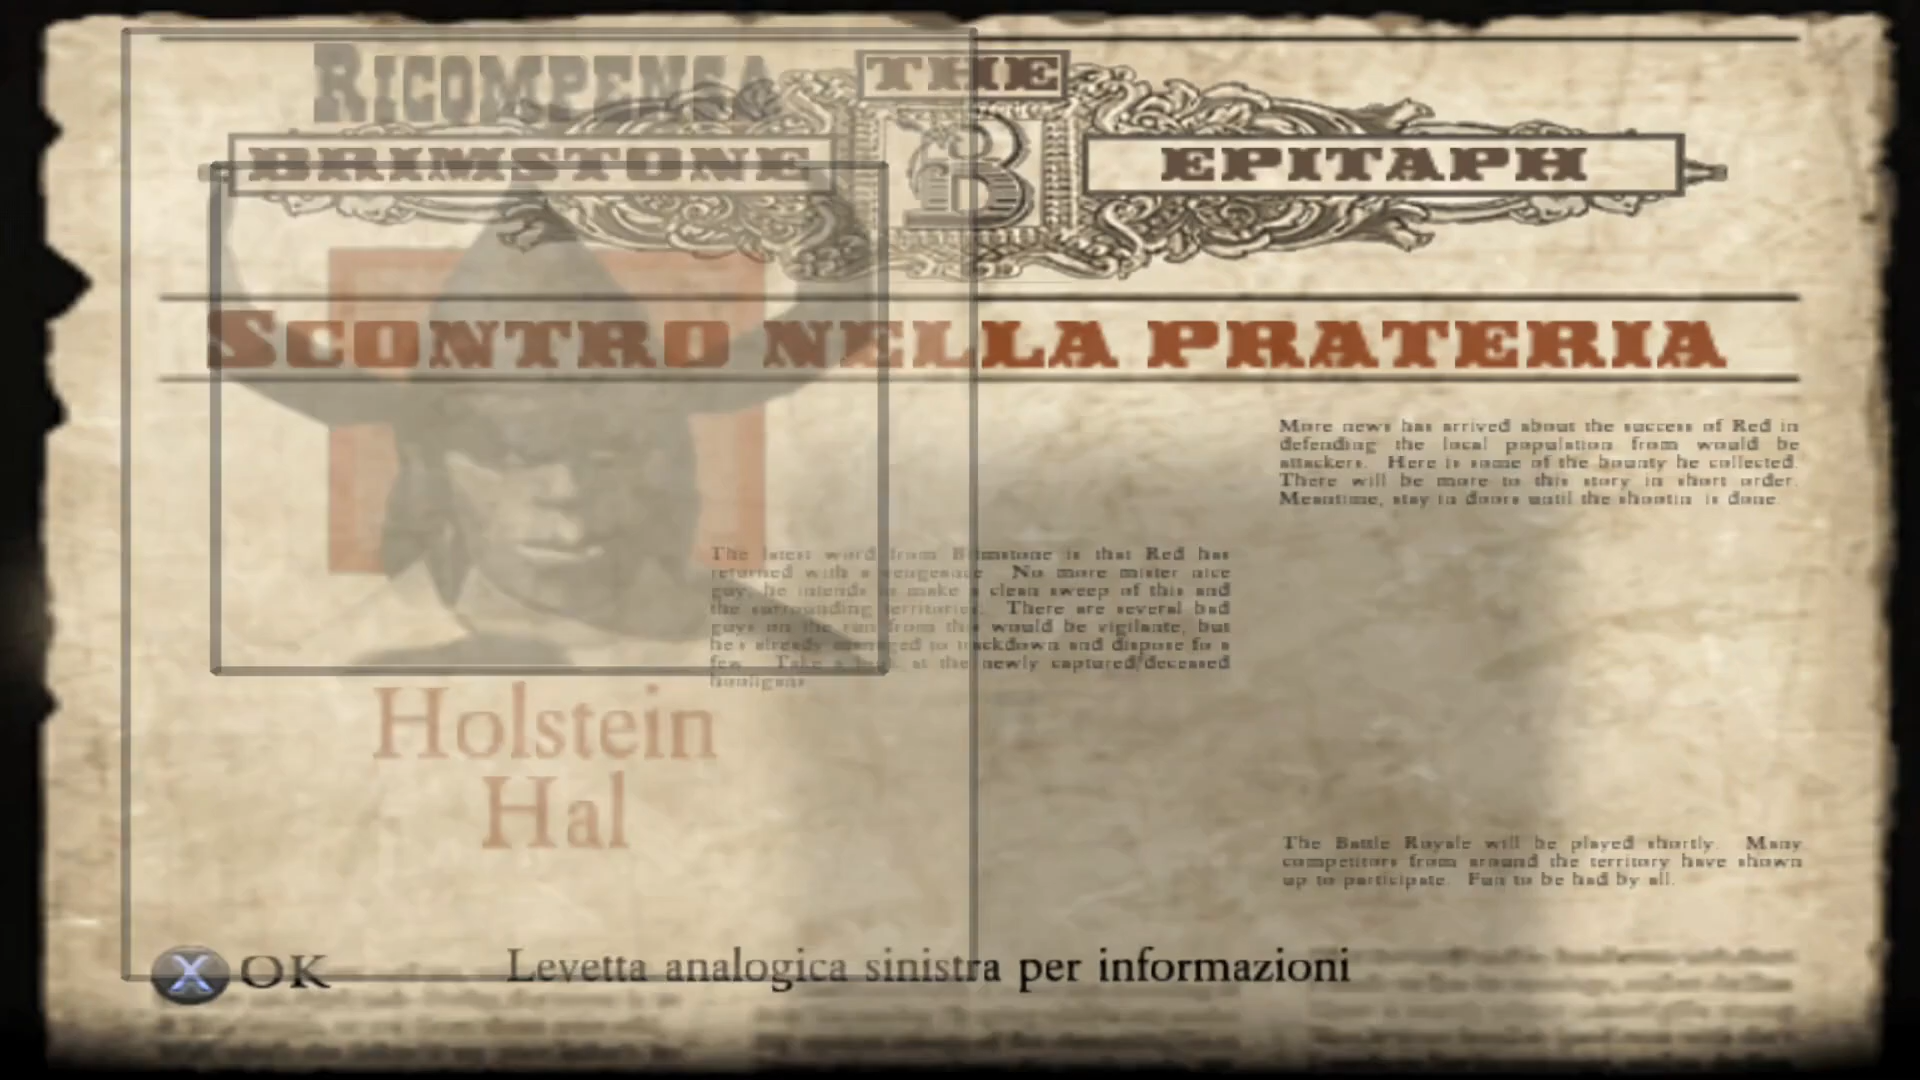 RICOMPENSA
THE
BRIMSTONE B EPITAPH
SCONTRO NELLA PRATERIA
More news has arrived about the success of Red in
defending the local population from would be
attackers. Here is some of the bounty he collected.
There will be more to this story in short order.
Meantime, stay in doors until the shootin is done.
The latest word from Brimstone is that Red has
returned with a vengeance. No more mister nice
guy, he intends to make a clean sweep of this and
the surrounding territories. There are several bad
guys on the run from this would be vigilante, but
he's already managed to trackdown and dispose fo a
few. Take a look at the newly captured/deceased
hooligans
Holstein
Hal
The Battle Royale will be played shortly. Many
competitors from around the territory have shown
up to participate. Fun to be had by all.
X OK
Levetta analogica sinistra per informazioni